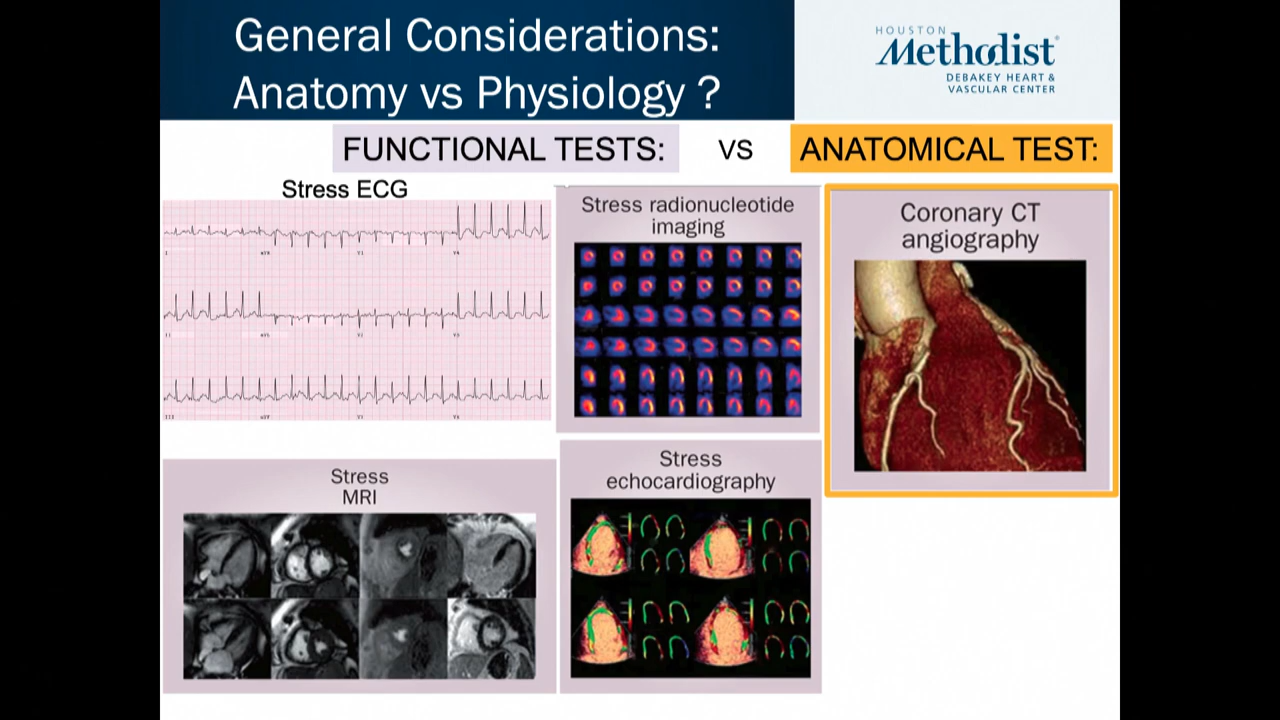 General Considerations:
Anatomy vs Physiology ?
HOUSTON
Methodist
DEBAKEY HEART &
VASCULAR CENTER
FUNCTIONAL TESTS:
VS
ANATOMICAL TEST:
Stress ECG
Stress radionucleotide
imaging
Coronary CT
angiography
Stress
MRI
Stress
echocardiography